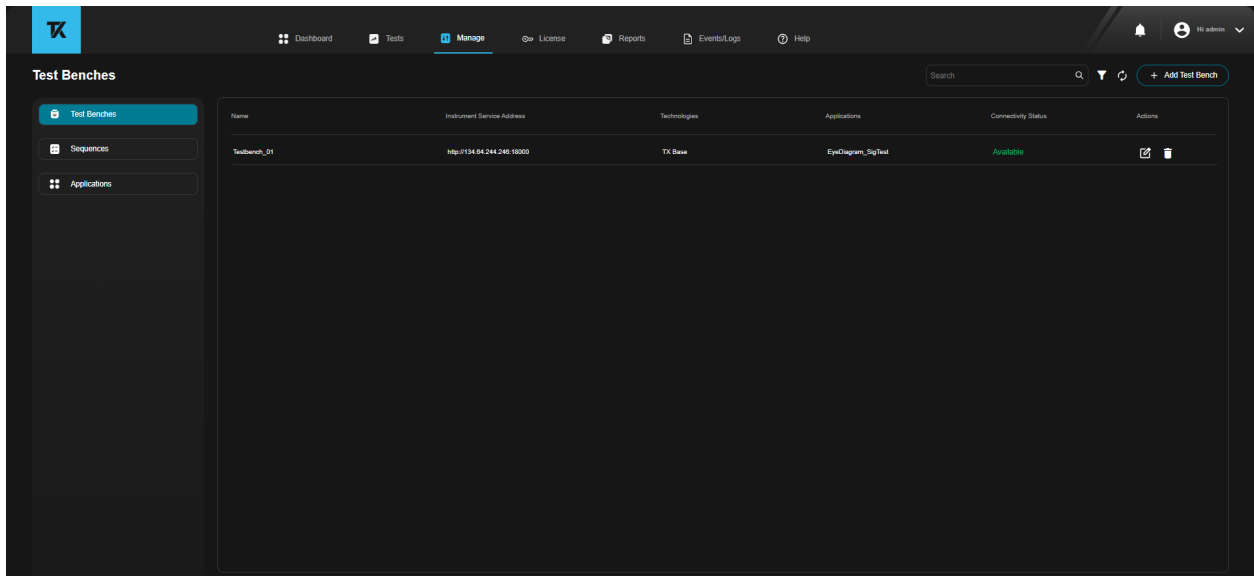 TK
Dashboard Tests Manage License Reports Events/Logs Help Hi admin
Test Benches
Search
+ Add Test Bench
Test Benches
Sequences
Applications
Name Instrument Service Address Technologies Applications Connectivity Status Actions
Testbench_01 http://134.64.244.246:18000 TX Base EyeDiagram_SigTest Available